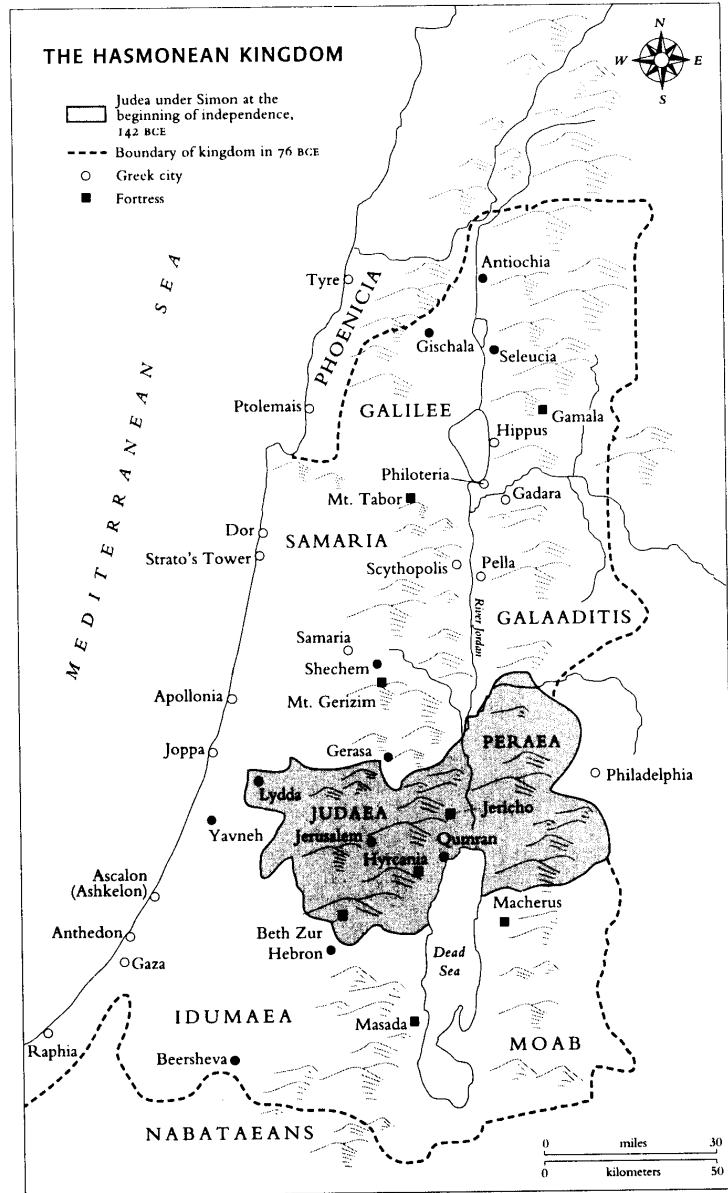 THE HASMONEAN KINGDOM
Judea under Simon at the
beginning of independence,
142 BCE
Boundary of kingdom in 76 BCE
Greek city
Fortress
N
W
E
S
MEDITERRANEAN SEA
PHOENICIA
Tyre
Antiochia
Gischala
Seleucia
Ptolemais
GALILEE
Gamala
Hippus
Philoteria
Mt. Tabor
Gadara
Dor
SAMARIA
Strato's Tower
Scythopolis
Pella
River Jordan
GALAADITIS
Samaria
Shechem
Mt. Gerizim
Apollonia
PERAEA
Joppa
Gerasa
Philadelphia
Lydda
JUDAEA
Jericho
Yavneh
Jerusalem
Qumran
Hyrcania
Ascalon
(Ashkelon)
Macherus
Anthedon
Beth Zur
Hebron
Dead
Sea
Gaza
IDUMAEA
Masada
MOAB
Raphia
Beersheva
NABATAEANS
0 miles 30
0 kilometers 50